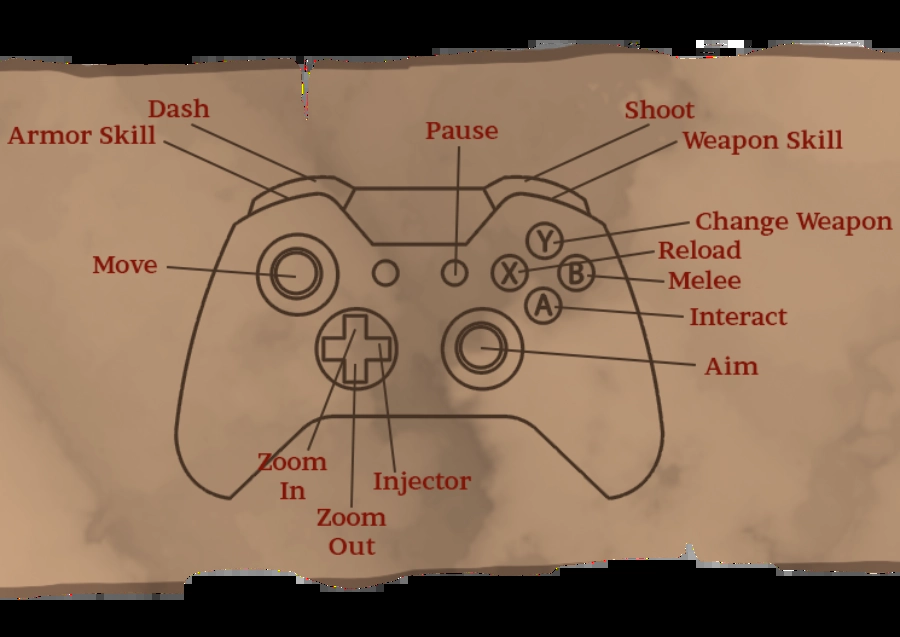 Dash
Armor Skill
Pause
Shoot
Weapon Skill
Move
Change Weapon
Reload
Melee
Interact
Aim
Y
X
B
A
Zoom
In
Injector
Zoom
Out